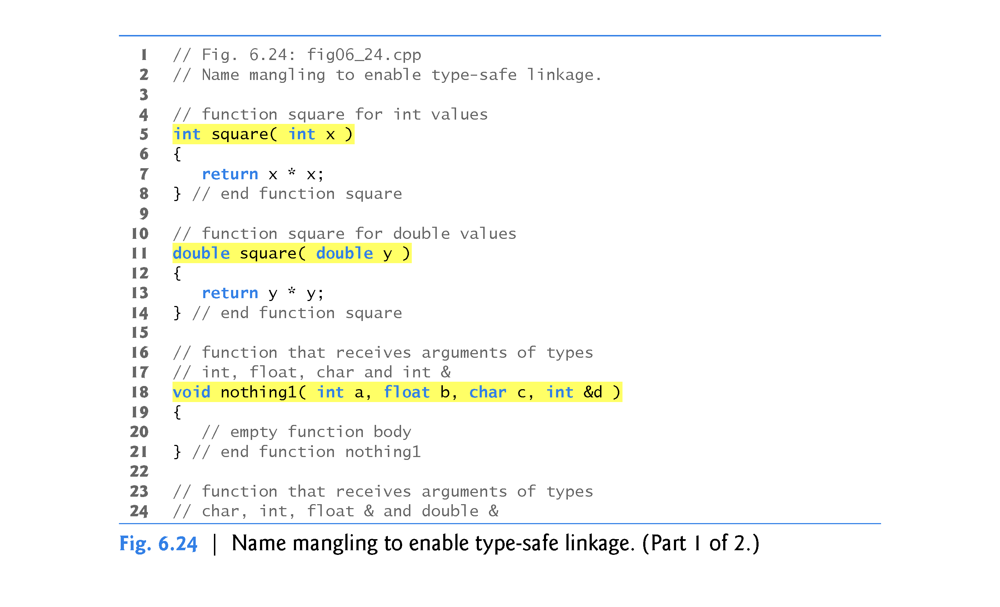 1 // Fig. 6.24: fig06_24.cpp
2 // Name mangling to enable type-safe linkage.
3
4 // function square for int values
5 int square( int x )
6 {
7    return x * x;
8 } // end function square
9
10 // function square for double values
11 double square( double y )
12 {
13    return y * y;
14 } // end function square
15
16 // function that receives arguments of types
17 // int, float, char and int &
18 void nothing1( int a, float b, char c, int &d )
19 {
20    // empty function body
21 } // end function nothing1
22
23 // function that receives arguments of types
24 // char, int, float & and double &
Fig. 6.24 | Name mangling to enable type-safe linkage. (Part 1 of 2.)